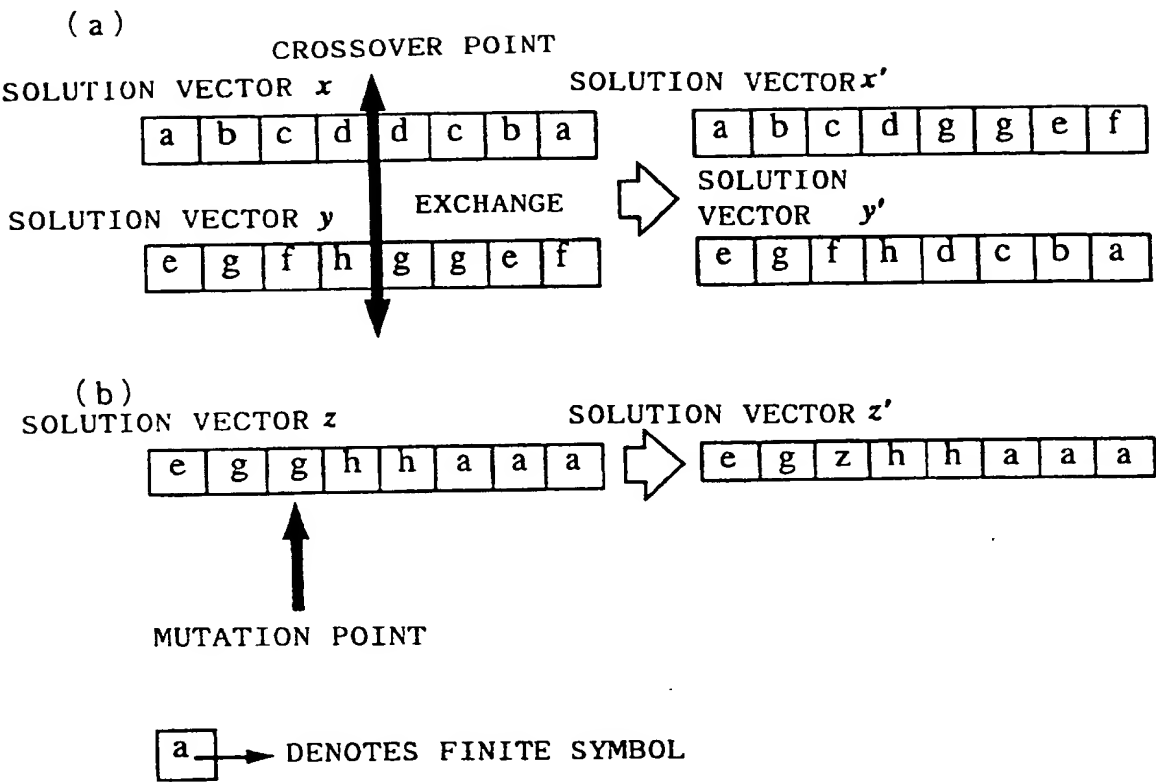 (a)
CROSSOVER POINT
SOLUTION VECTOR x
a b c d d c b a
EXCHANGE
SOLUTION VECTOR y
e g f h g g e f
SOLUTION VECTOR x'
a b c d g g e f
SOLUTION
VECTOR y'
e g f h d c b a
(b)
SOLUTION VECTOR z
e g g h h a a a
MUTATION POINT
SOLUTION VECTOR z'
e g z h h a a a
a DENOTES FINITE SYMBOL